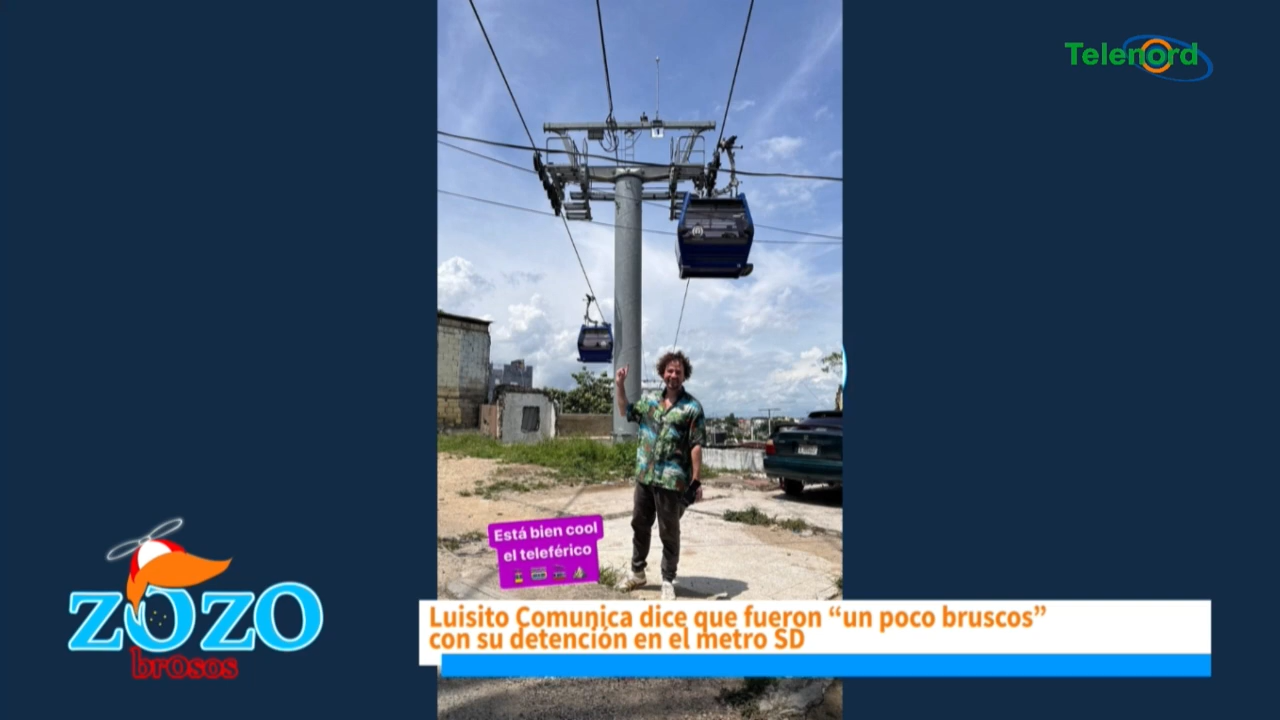 Telenord
Está bien cool
el teleférico
ZOZO
brosos
Luisito Comunica dice que fueron “un poco bruscos”
con su detención en el metro SD